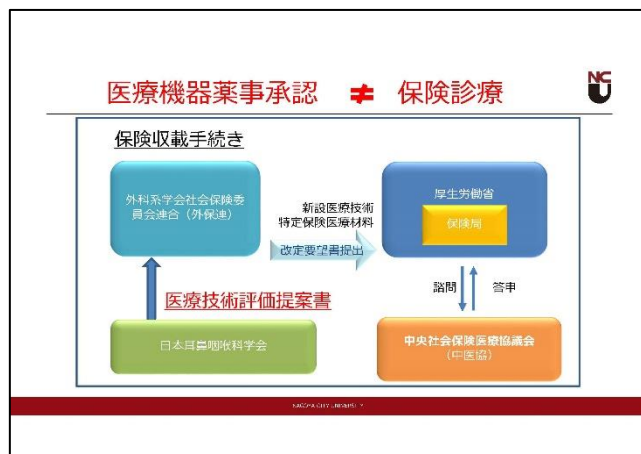 医療機器薬事承認 ≠ 保険診療
NC
U
保険収載手続き
外科系学会社会保険委
員会連合（外保連）
新設医療技術
特定保険医療材料
改定要望書提出
厚生労働省
保険局
医療技術評価提案書
諮問
答申
日本耳鼻咽喉科学会
中央社会保険医療協議会
（中医協）
NAGOYA CITY UNIVERSITY